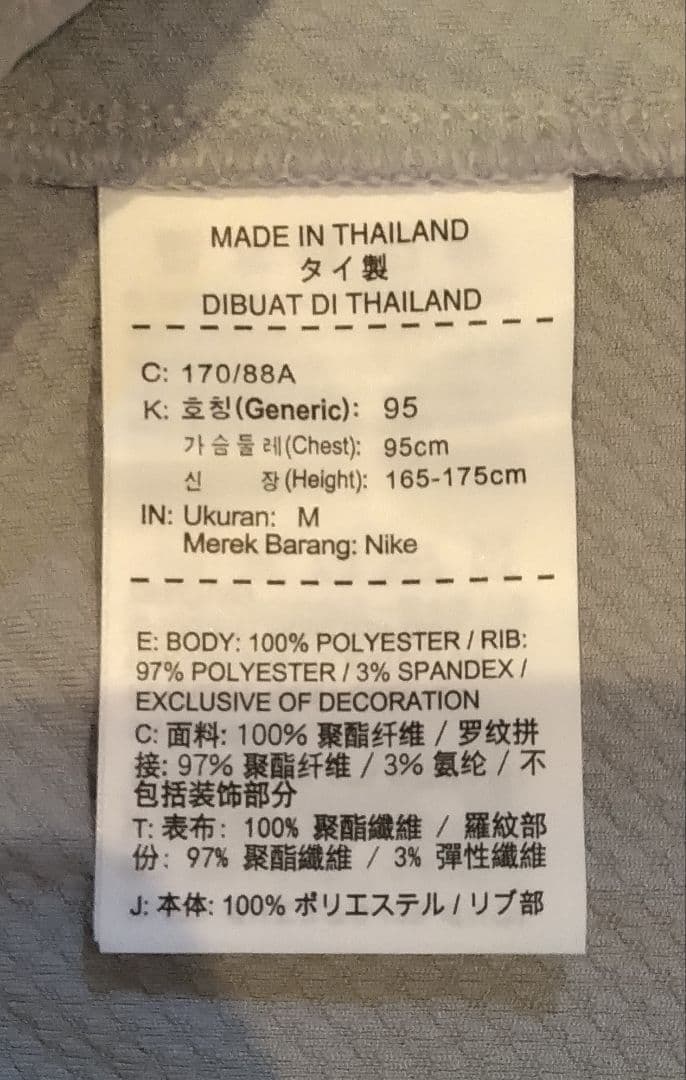 MADE IN THAILAND
タイ製
DIBUAT DI THAILAND
C: 170/88A
K: 호칭(Generic): 95
가슴둘레(Chest): 95cm
신 장(Height): 165-175cm
IN: Ukuran: M
Merek Barang: Nike
E: BODY: 100% POLYESTER / RIB:
97% POLYESTER / 3% SPANDEX /
EXCLUSIVE OF DECORATION
C: 面料: 100% 聚酯纤维 / 罗纹拼
接: 97% 聚酯纤维 / 3% 氨纶 / 不
包括装饰部分
T: 表布: 100% 聚酯纖維 / 羅紋部
份: 97% 聚酯纖維 / 3% 彈性纖維
J: 本体: 100% ポリエステル / リブ部